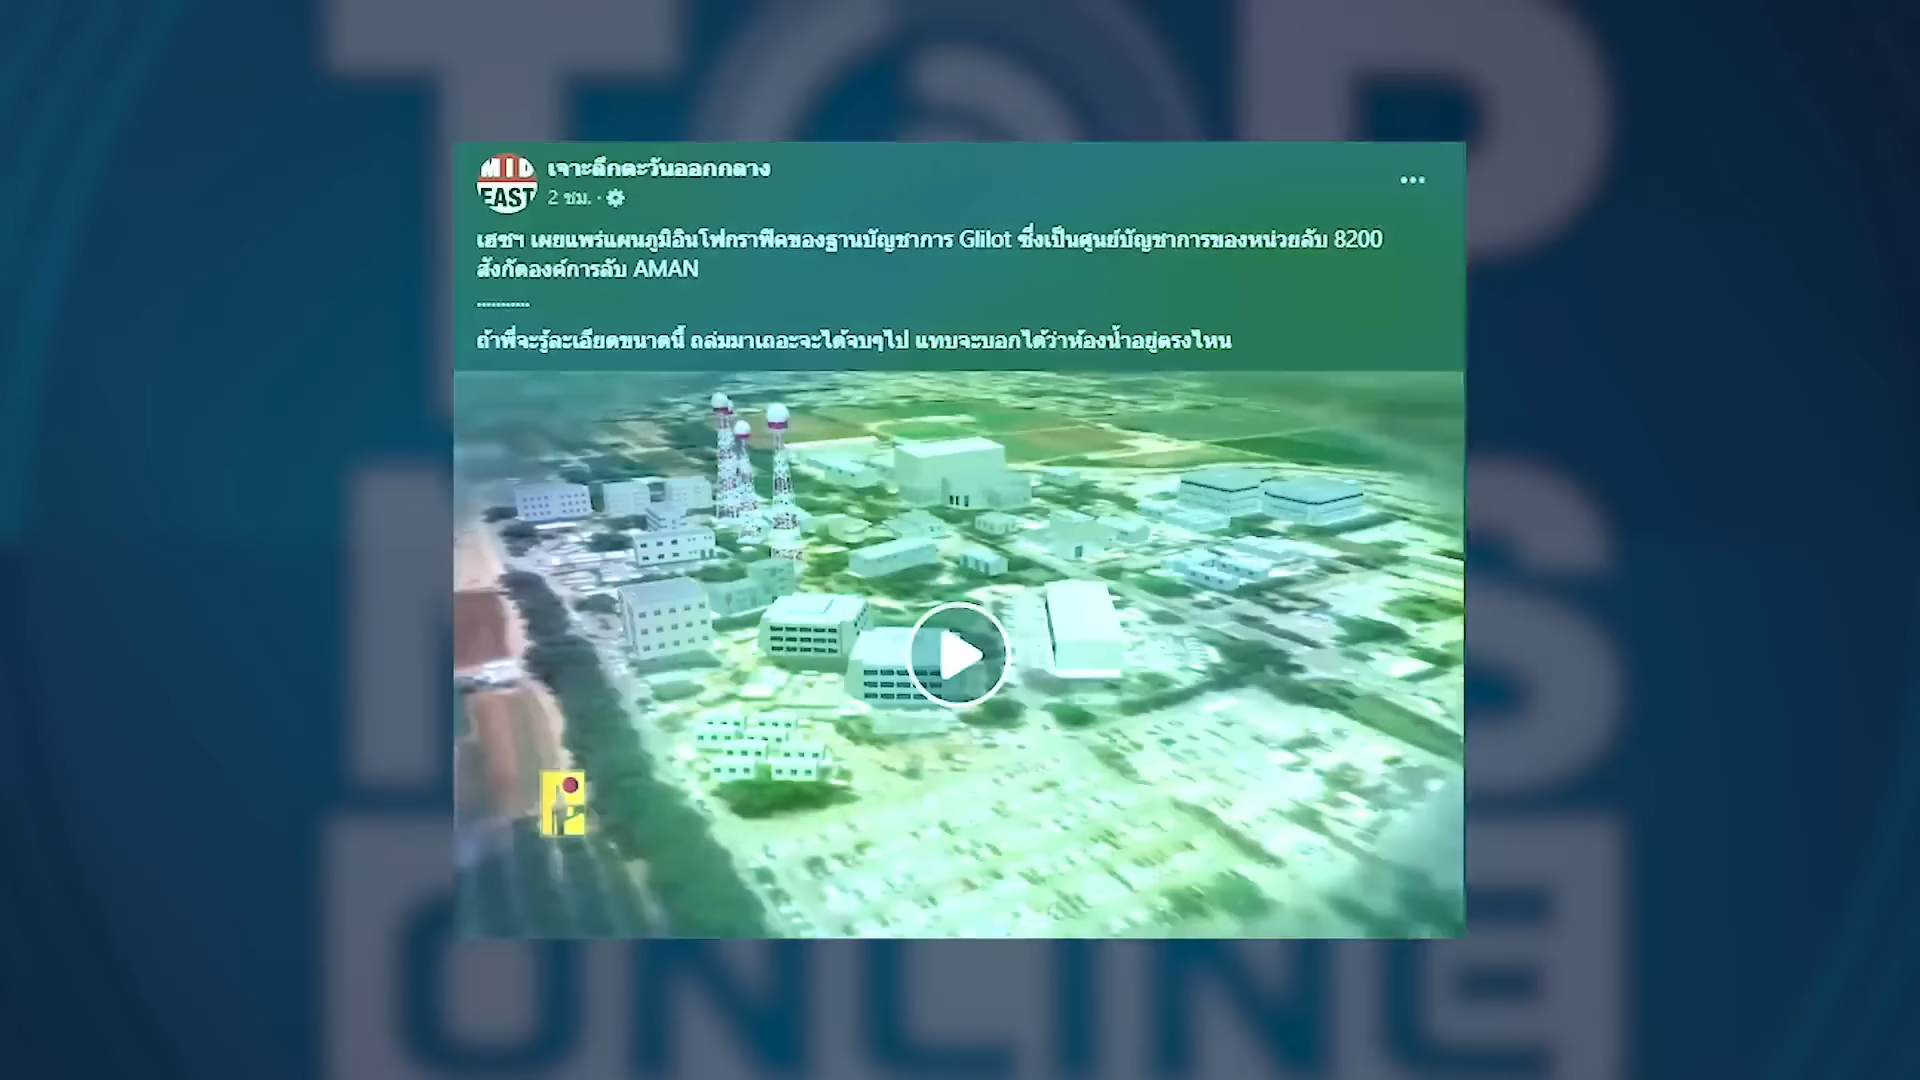 TOP
NEWS
ONLINE
MID
EAST
เจาะลึกตะวันออกกลาง
2 ชม. ·
เฮซฯ เผยแพร่แผนภูมิอินโฟกราฟิคของฐานบัญชาการ Glilot ซึ่งเป็นศูนย์บัญชาการของหน่วยลับ 8200
สังกัดองค์การลับ AMAN
...........
ถ้าพี่จะรู้ละเอียดขนาดนี้ ถล่มมาเถอะจะได้จบๆไป แทบจะบอกได้ว่าห้องน้ำอยู่ตรงไหน